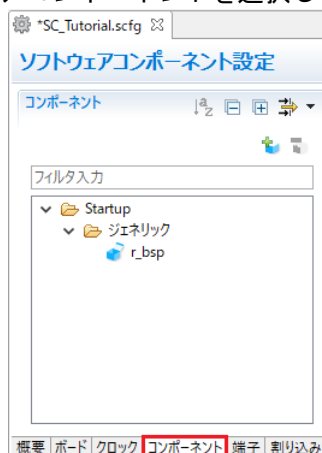 *SC_Tutorial.scfg
ソフトウェアコンポーネント設定
コンポーネント
フィルタ入力
Startup
ジェネリック
r_bsp
概要 ボード クロック コンポーネント 端子 割り込み